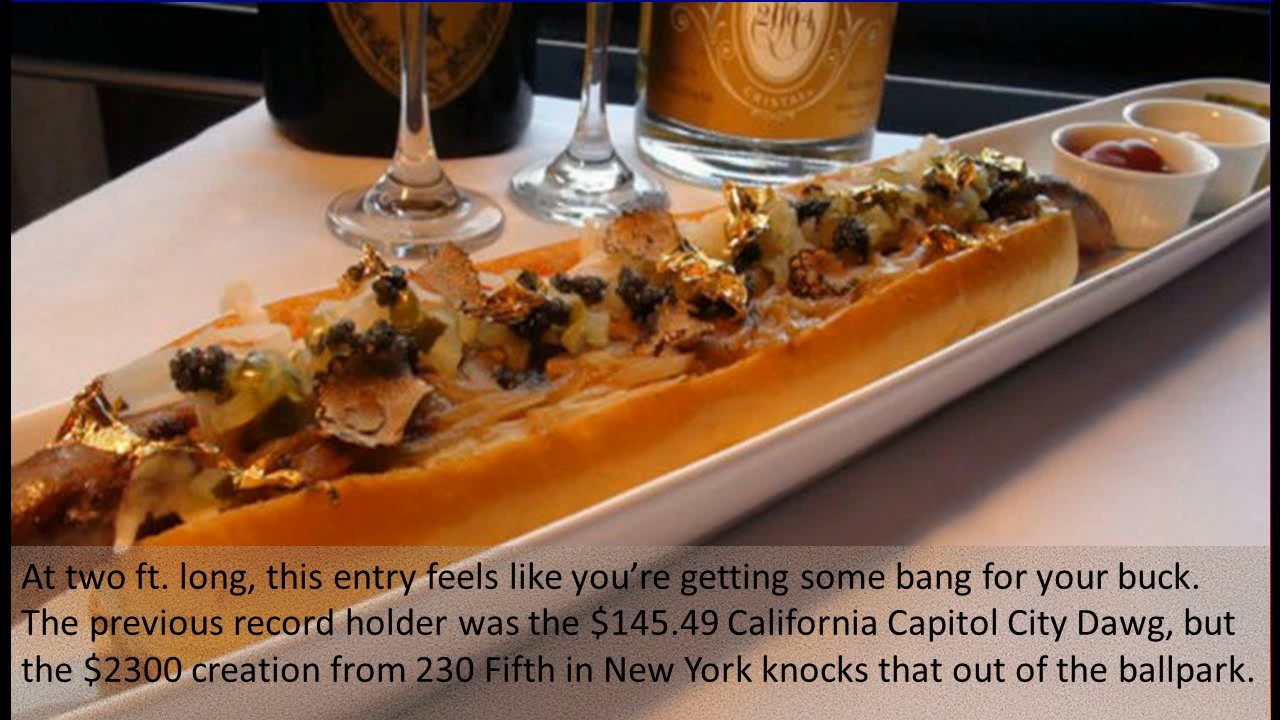 2004
CRISTAL
At two ft. long, this entry feels like you’re getting some bang for your buck.
The previous record holder was the $145.49 California Capitol City Dawg, but
the $2300 creation from 230 Fifth in New York knocks that out of the ballpark.